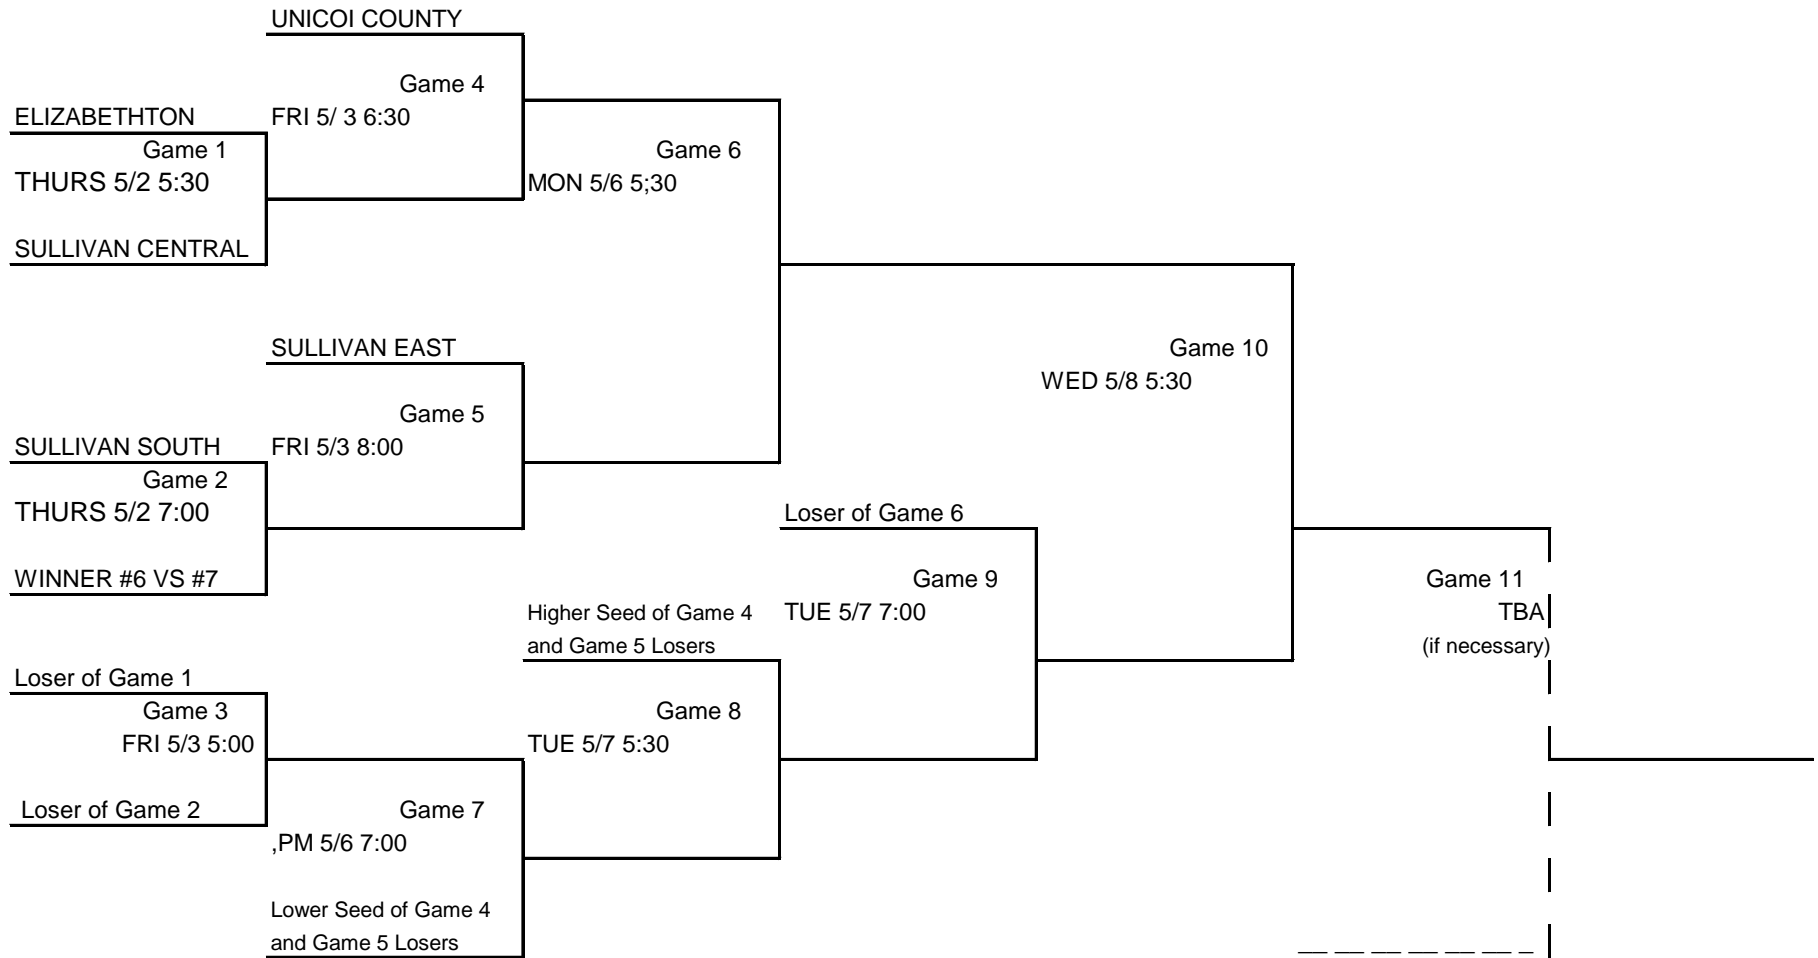 UNICOI COUNTY
Game 4
ELIZABETHTON
FRI 5/ 3 6:30
Game 1
Game 6
THURS 5/2 5:30
MON 5/6 5;30
SULLIVAN CENTRAL
SULLIVAN EAST
Game 10
WED 5/8 5:30
Game 5
SULLIVAN SOUTH
FRI 5/3 8:00
Game 2
THURS 5/2 7:00
Loser of Game 6
WINNER #6 VS #7
Game 9
Game 11
Higher Seed of Game 4
TUE 5/7 7:00
TBA
and Game 5 Losers
(if necessary)
Loser of Game 1
Game 3
Game 8
FRI 5/3 5:00
TUE 5/7 5:30
Loser of Game 2
Game 7
,PM 5/6 7:00
Lower Seed of Game 4
and Game 5 Losers